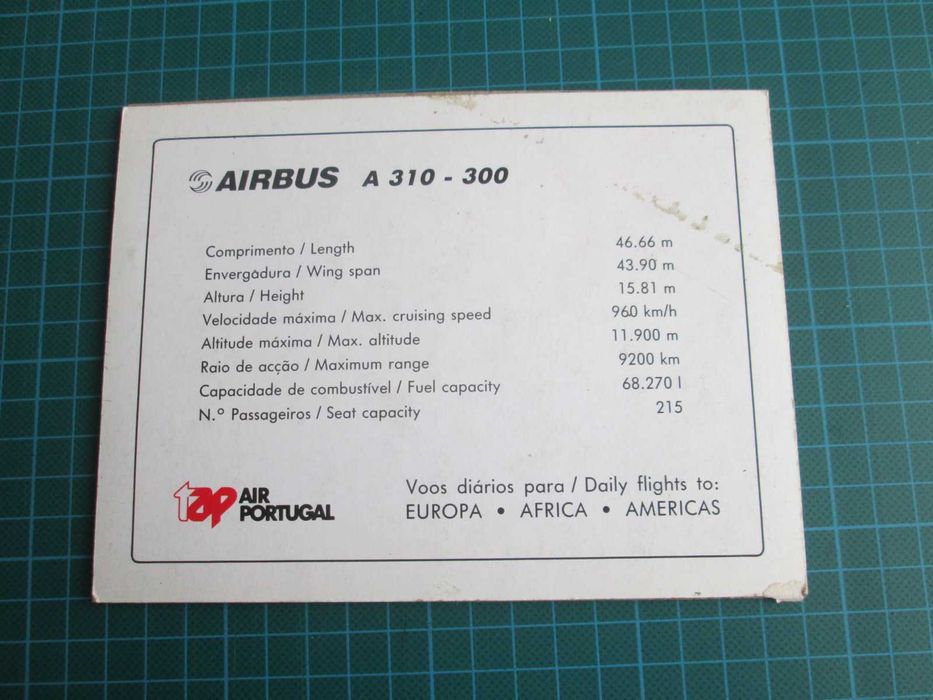 AIRBUS A 310 - 300
Comprimento / Length 46.66 m
Envergàdura / Wing span 43.90 m
Altura / Height 15.81 m
Velocidade máxima / Max. cruising speed 960 km/h
Altitude máxima / Max. altitude 11.900 m
Raio de acção / Maximum range 9200 km
Capacidade de combustível / Fuel capacity 68.270 l
N.º Passageiros / Seat capacity 215
tap AIR PORTUGAL
Voos diários para / Daily flights to:
EUROPA • AFRICA • AMERICAS